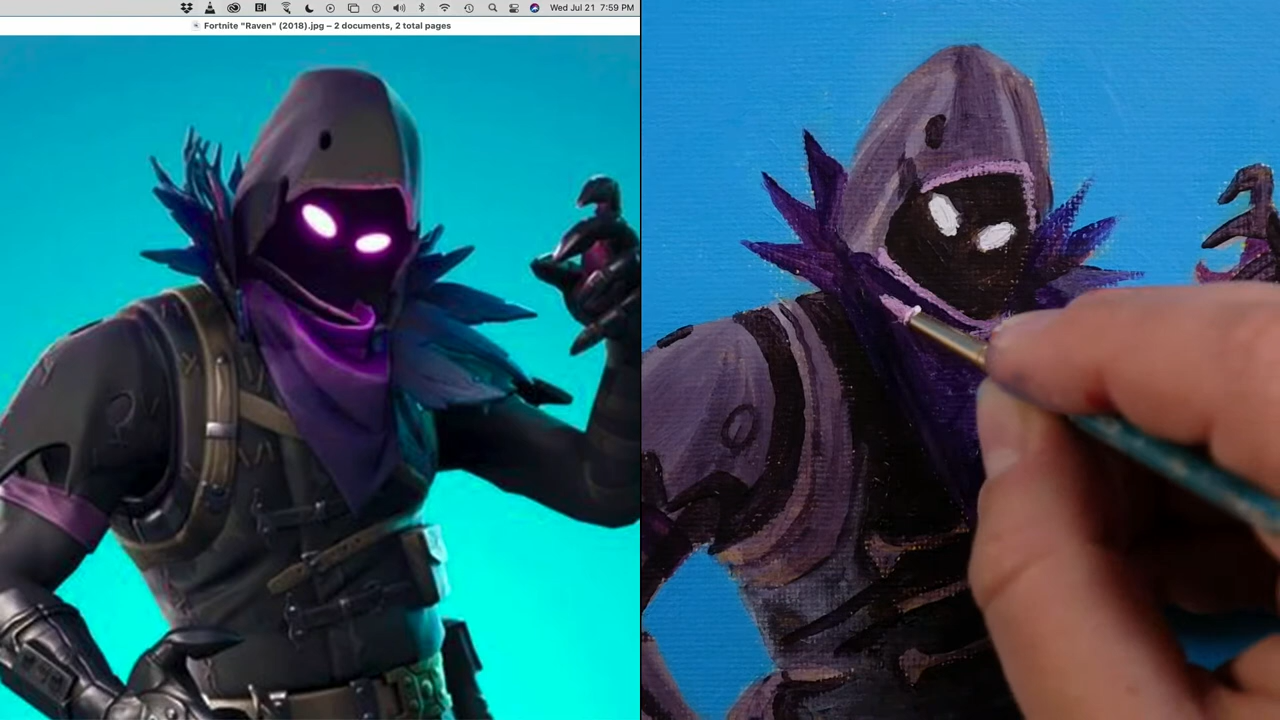 Wed Jul 21 7:59 PM
Fortnite "Raven" (2018).jpg – 2 documents, 2 total pages